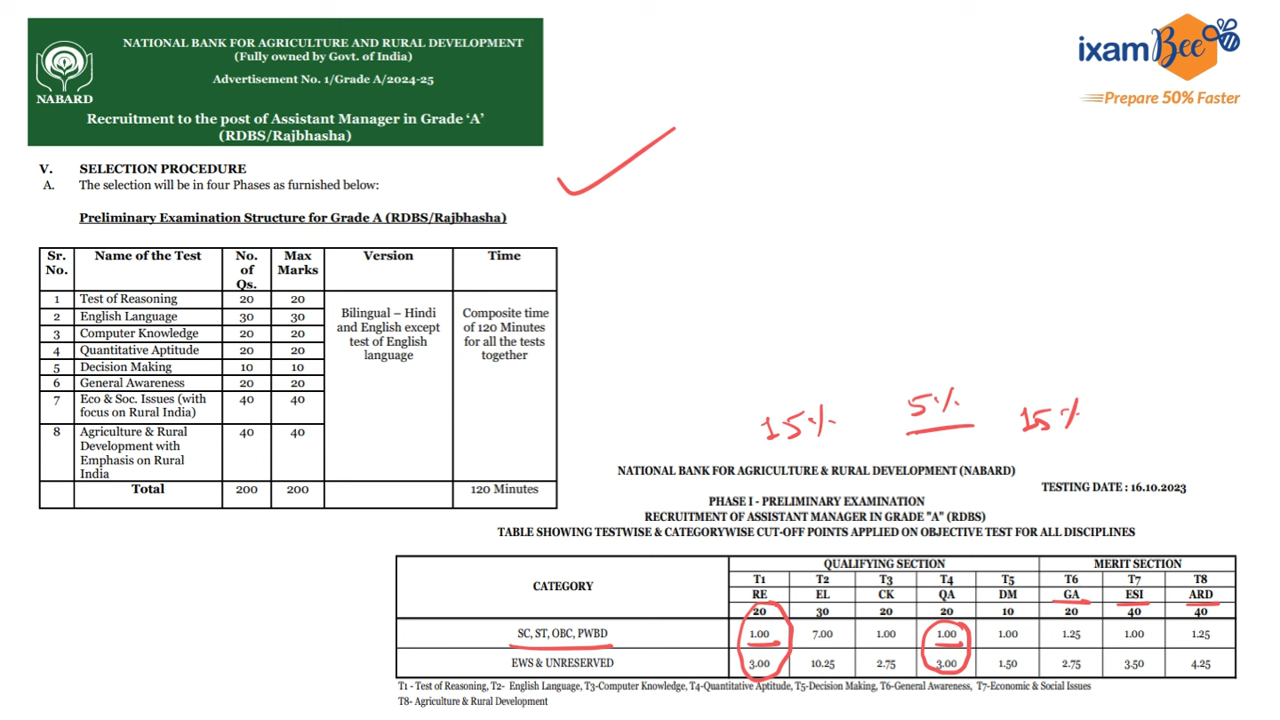 NATIONAL BANK FOR AGRICULTURE AND RURAL DEVELOPMENT
(Fully owned by Govt. of India)
Advertisement No. 1/Grade A/2024-25
NABARD
Recruitment to the post of Assistant Manager in Grade ‘A’
(RDBS/Rajbhasha)
ixamBee
Prepare 50% Faster
V. SELECTION PROCEDURE
A. The selection will be in four Phases as furnished below:
Preliminary Examination Structure for Grade A (RDBS/Rajbhasha)
Sr. No. Name of the Test No. of Qs. Max Marks Version Time
1 Test of Reasoning 20 20
2 English Language 30 30
3 Computer Knowledge 20 20
4 Quantitative Aptitude 20 20
5 Decision Making 10 10
6 General Awareness 20 20
7 Eco & Soc. Issues (with 40 40
focus on Rural India)
8 Agriculture & Rural 40 40
Development with
Emphasis on Rural
India
Bilingual – Hindi
and English except
test of English
language
Composite time
of 120 Minutes
for all the tests
together
Total 200 200 120 Minutes
15% 5% 15%
NATIONAL BANK FOR AGRICULTURE & RURAL DEVELOPMENT (NABARD)
TESTING DATE : 16.10.2023
PHASE I - PRELIMINARY EXAMINATION
RECRUITMENT OF ASSISTANT MANAGER IN GRADE "A" (RDBS)
TABLE SHOWING TESTWISE & CATEGORYWISE CUT-OFF POINTS APPLIED ON OBJECTIVE TEST FOR ALL DISCIPLINES
CATEGORY QUALIFYING SECTION MERIT SECTION
T1 T2 T3 T4 T5 T6 T7 T8
RE EL CK QA DM GA ESI ARD
20 30 20 20 10 20 40 40
SC, ST, OBC, PWBD 1.00 7.00 1.00 1.00 1.00 1.25 1.00 1.25
EWS & UNRESERVED 3.00 10.25 2.75 3.00 1.50 2.75 3.50 4.25
T1 - Test of Reasoning, T2- English Language, T3-Computer Knowledge, T4-Quantitative Aptitude, T5-Decision Making, T6-General Awareness, T7-Economic & Social Issues
T8- Agriculture & Rural Development